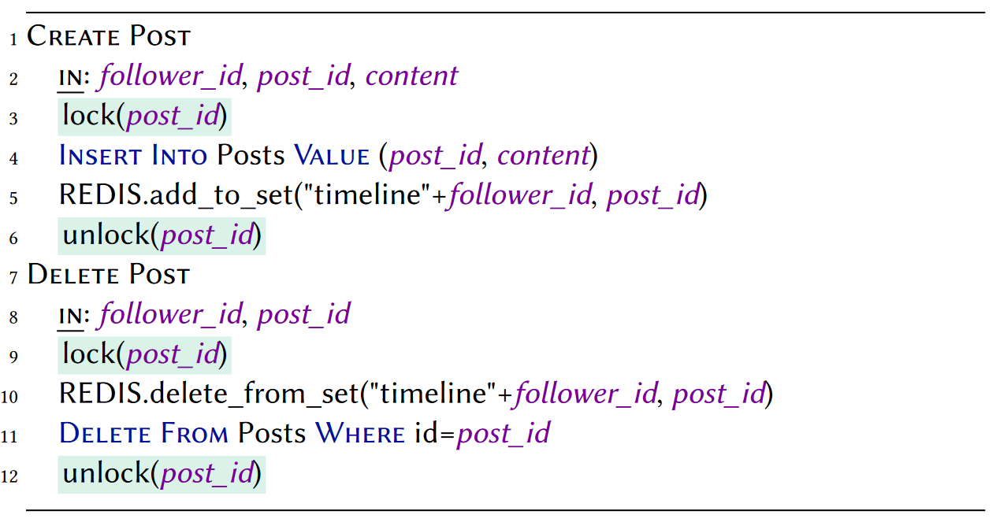 1 CREATE POST
2 IN: follower_id, post_id, content
3 lock(post_id)
4 INSERT INTO Posts VALUE (post_id, content)
5 REDIS.add_to_set("timeline"+follower_id, post_id)
6 unlock(post_id)
7 DELETE POST
8 IN: follower_id, post_id
9 lock(post_id)
10 REDIS.delete_from_set("timeline"+follower_id, post_id)
11 DELETE FROM Posts WHERE id=post_id
12 unlock(post_id)